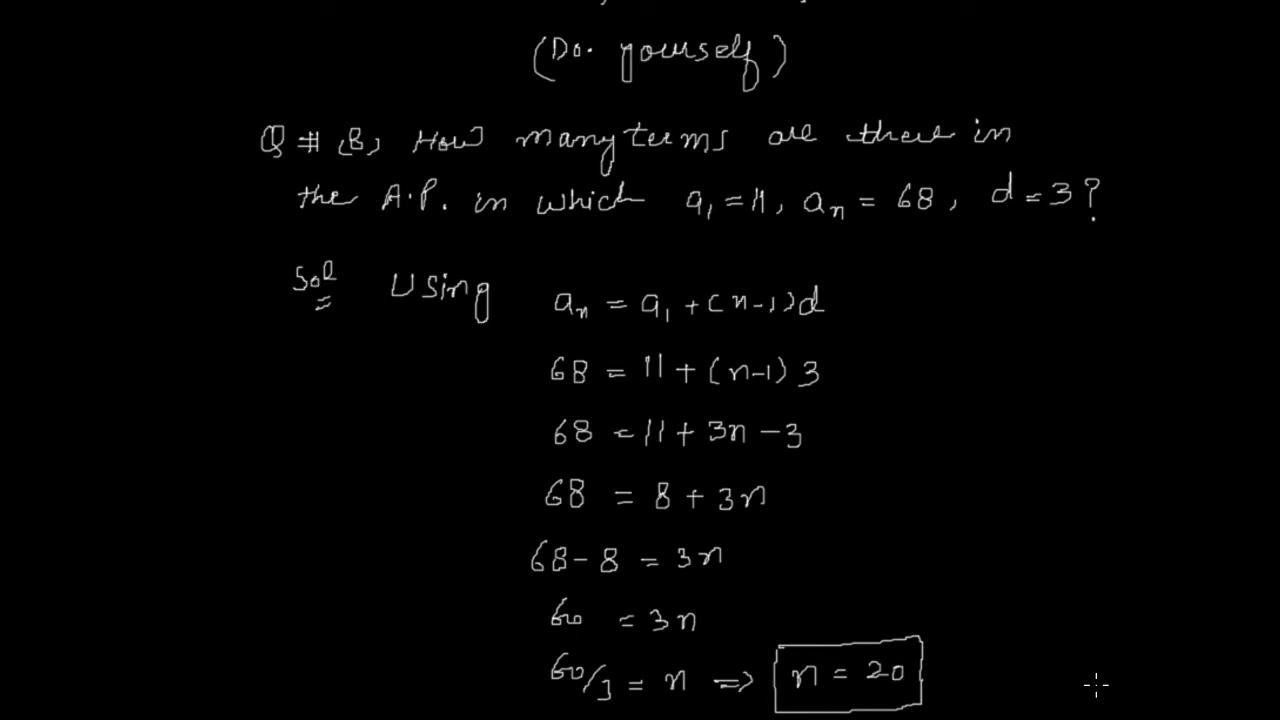 (Do. yourself)
Q # (8) How many terms are there in
the A.P. in which a₁ = 11, aₙ = 68, d = 3?
Sol Using aₙ = a₁ + (n-1)d
68 = 11 + (n-1) 3
68 = 11 + 3n - 3
68 = 8 + 3n
68 - 8 = 3n
60 = 3n
60/3 = n => n = 20